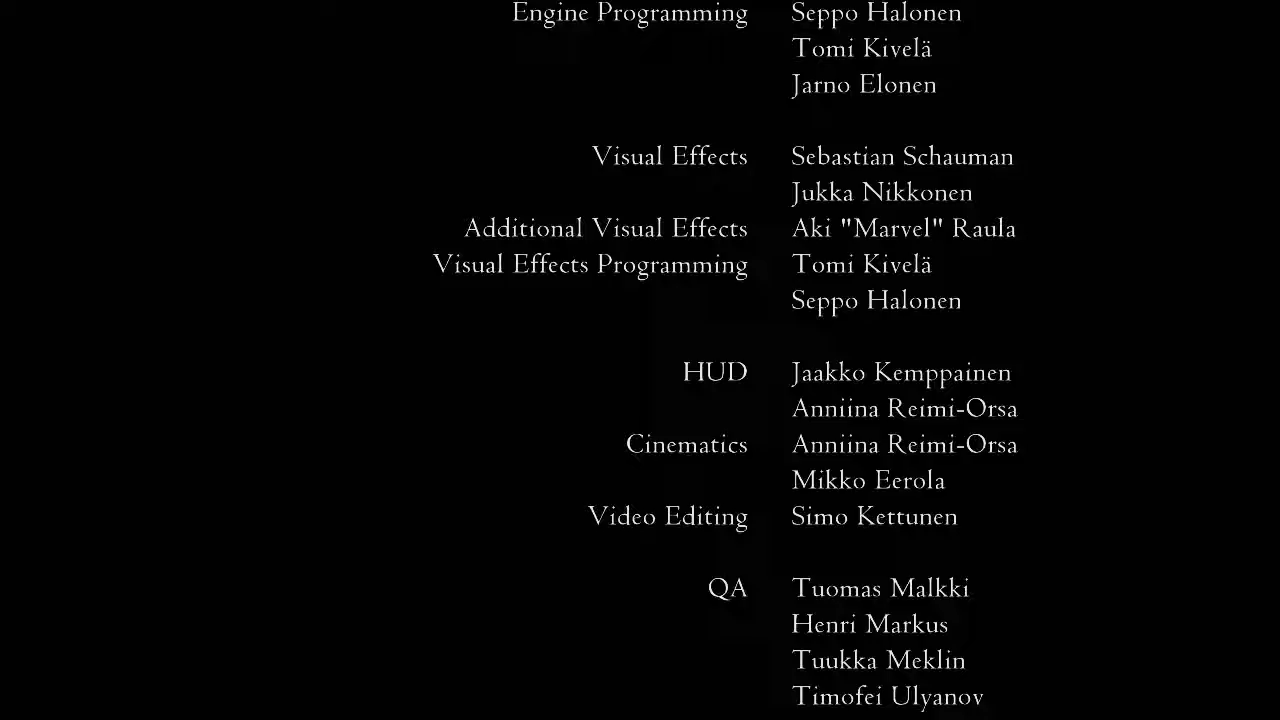 Engine Programming Seppo Halonen
Tomi Kivelä
Jarno Elonen
Visual Effects Sebastian Schauman
Jukka Nikkonen
Additional Visual Effects Aki "Marvel" Raula
Visual Effects Programming Tomi Kivelä
Seppo Halonen
HUD Jaakko Kemppainen
Anniina Reimi-Orsa
Cinematics Anniina Reimi-Orsa
Mikko Eerola
Video Editing Simo Kettunen
QA Tuomas Malkki
Henri Markus
Tuukka Meklin
Timofei Ulyanov